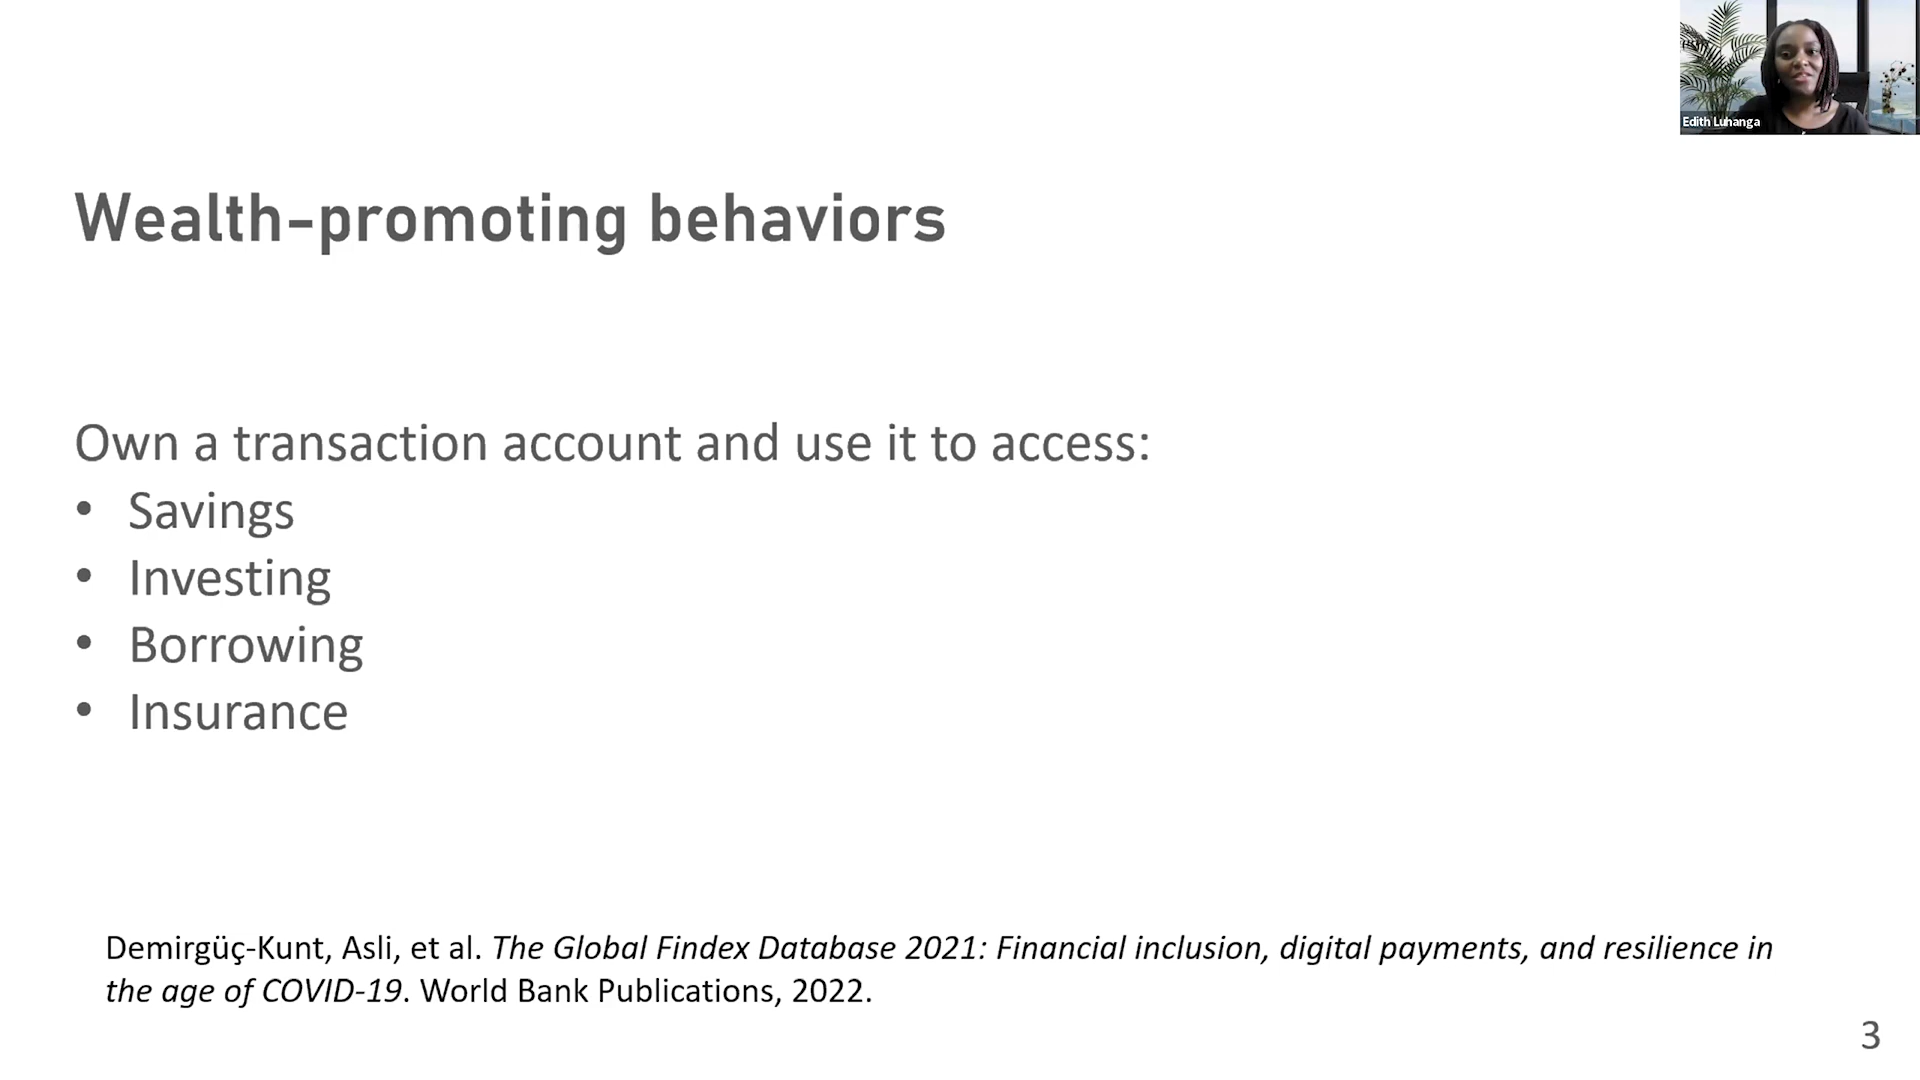 Edith Luhanga
Wealth-promoting behaviors
Own a transaction account and use it to access:
• Savings
• Investing
• Borrowing
• Insurance
Demirgüç-Kunt, Asli, et al. The Global Findex Database 2021: Financial inclusion, digital payments, and resilience in
the age of COVID-19. World Bank Publications, 2022.
3